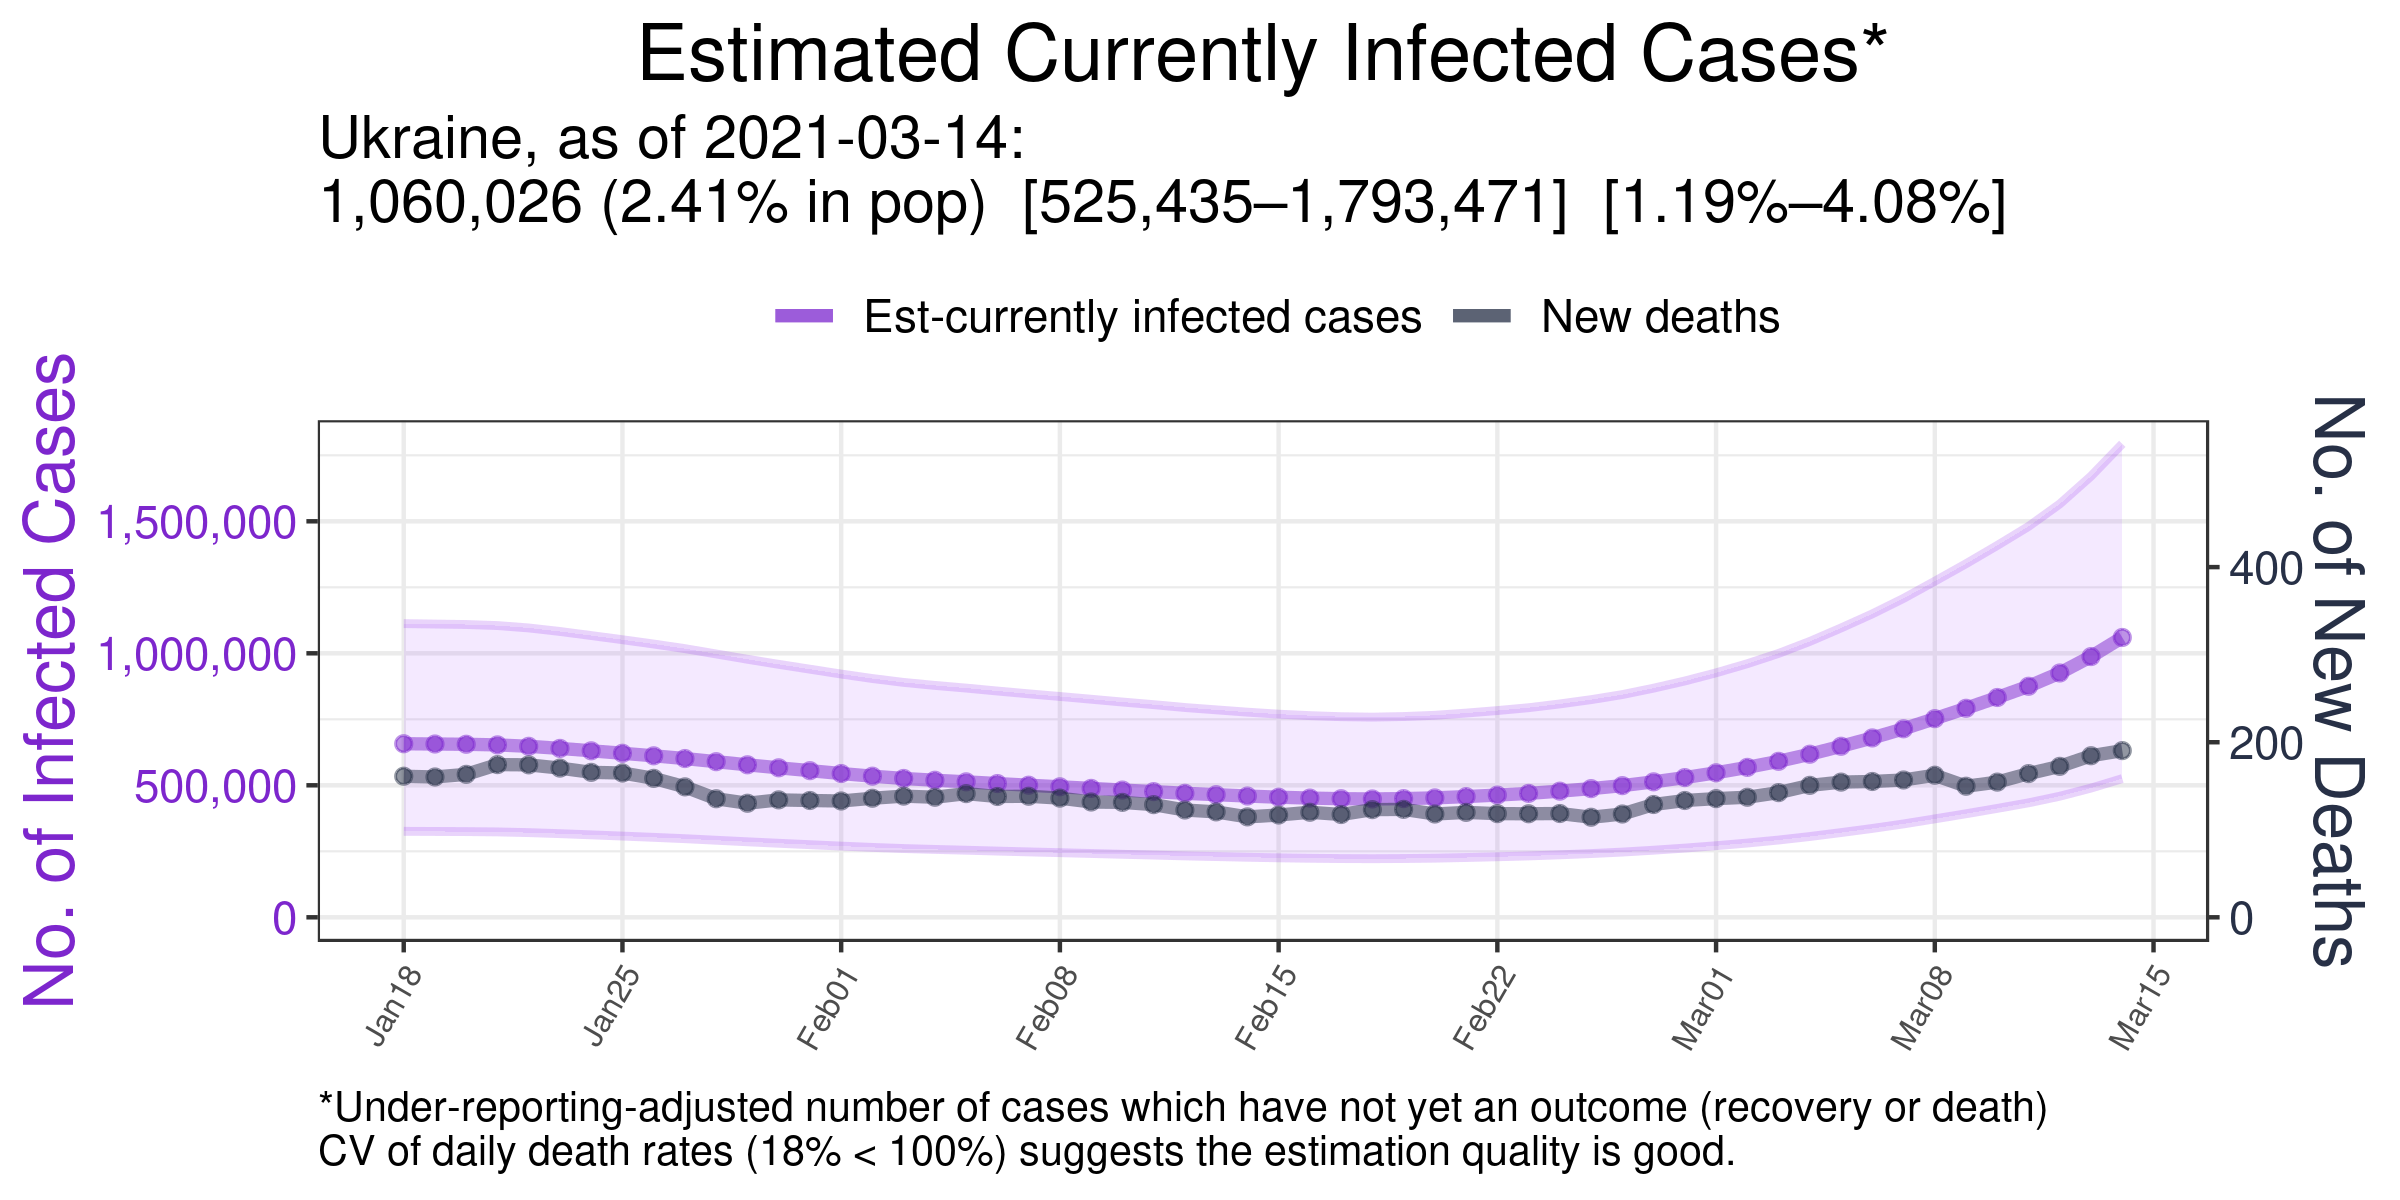 Estimated Currently Infected Cases*
Ukraine, as of 2021-03-14:
1,060,026 (2.41% in pop) [525,435–1,793,471] [1.19%–4.08%]
Est-currently infected cases
New deaths
No. of Infected Cases
1,500,000
1,000,000
500,000
0
No. of New Deaths
400
200
0
Jan18
Jan25
Feb01
Feb08
Feb15
Feb22
Mar01
Mar08
Mar15
*Under-reporting-adjusted number of cases which have not yet an outcome (recovery or death)
CV of daily death rates (18% < 100%) suggests the estimation quality is good.